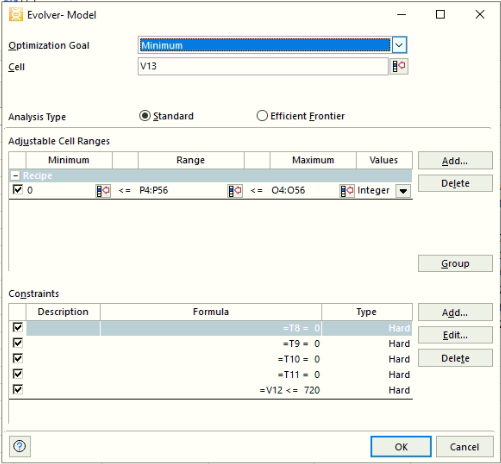 Evolver- Model
Optimization Goal Minimum
Cell V13
Analysis Type Standard Efficient Frontier
Adjustable Cell Ranges
Minimum Range Maximum Values Add...
Recipe
0 <= P4:P56 <= O4:O56 Integer Delete
Group
Constraints
Description Formula Type Add...
=T8 = 0 Hard
Edit...
=T9 = 0 Hard
=T10 = 0 Hard Delete
=T11 = 0 Hard
=V12 <= 720 Hard
? OK Cancel